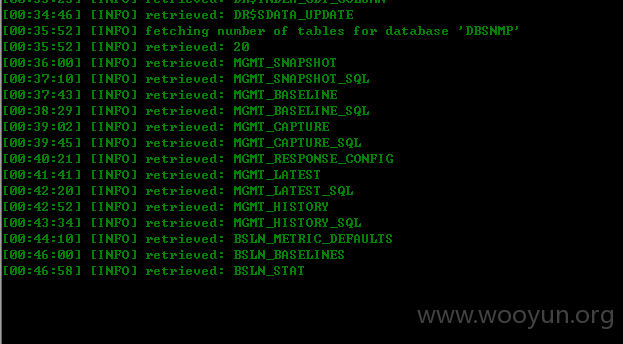 [00:34:46] [INFO] retrieved: DR$SDATA_UPDATE
[00:35:52] [INFO] fetching number of tables for database 'DBSNMP'
[00:35:52] [INFO] retrieved: 20
[00:36:00] [INFO] retrieved: MGMT_SNAPSHOT
[00:37:10] [INFO] retrieved: MGMT_SNAPSHOT_SQL
[00:37:43] [INFO] retrieved: MGMT_BASELINE
[00:38:29] [INFO] retrieved: MGMT_BASELINE_SQL
[00:39:02] [INFO] retrieved: MGMT_CAPTURE
[00:39:45] [INFO] retrieved: MGMT_CAPTURE_SQL
[00:40:21] [INFO] retrieved: MGMT_RESPONSE_CONFIG
[00:41:41] [INFO] retrieved: MGMT_LATEST
[00:42:20] [INFO] retrieved: MGMT_LATEST_SQL
[00:42:52] [INFO] retrieved: MGMT_HISTORY
[00:43:34] [INFO] retrieved: MGMT_HISTORY_SQL
[00:44:10] [INFO] retrieved: BSLN_METRIC_DEFAULTS
[00:46:00] [INFO] retrieved: BSLN_BASELINES
[00:46:58] [INFO] retrieved: BSLN_STAT
www.wooyun.org